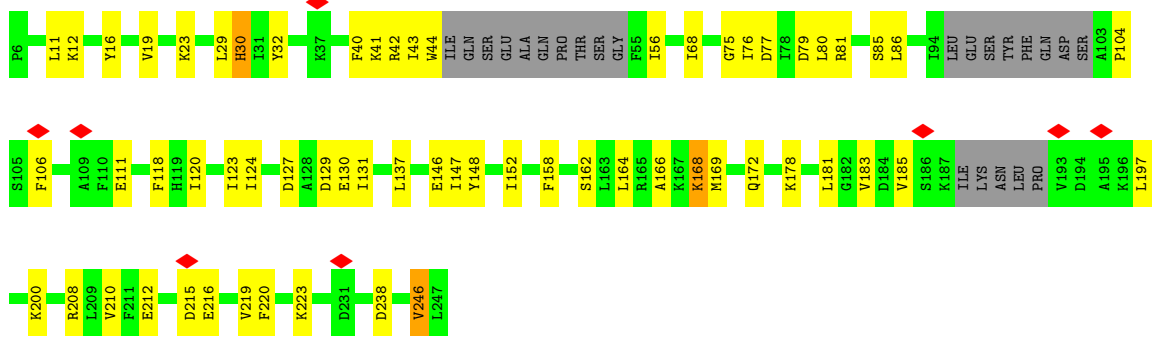 P6 L11 K12 Y16 V19 K23 L29 H30 I31 Y32 K37 F40 K41 R42 I43 W44 ILE GLN SER GLU ALA GLN PRO THR SER GLY F55 I56 I68 G75 I76 D77 I78 D79 L80 R81 S85 L86 I94 LEU GLU SER TYR PHE GLN ASP SER A103 P104
S105 F106 A109 F110 E111 F118 H119 I120 I123 I124 D127 A128 D129 E130 I131 L137 E146 I147 Y148 I152 F158 S162 L163 L164 R165 A166 K167 K168 M169 Q172 K178 L181 G182 V183 D184 V185 S186 K187 ILE LYS ASN LEU PRO V193 D194 A195 K196 L197
K200 R208 L209 V210 F211 E212 D215 E216 V219 F220 K223 D231 D238 V246 L247